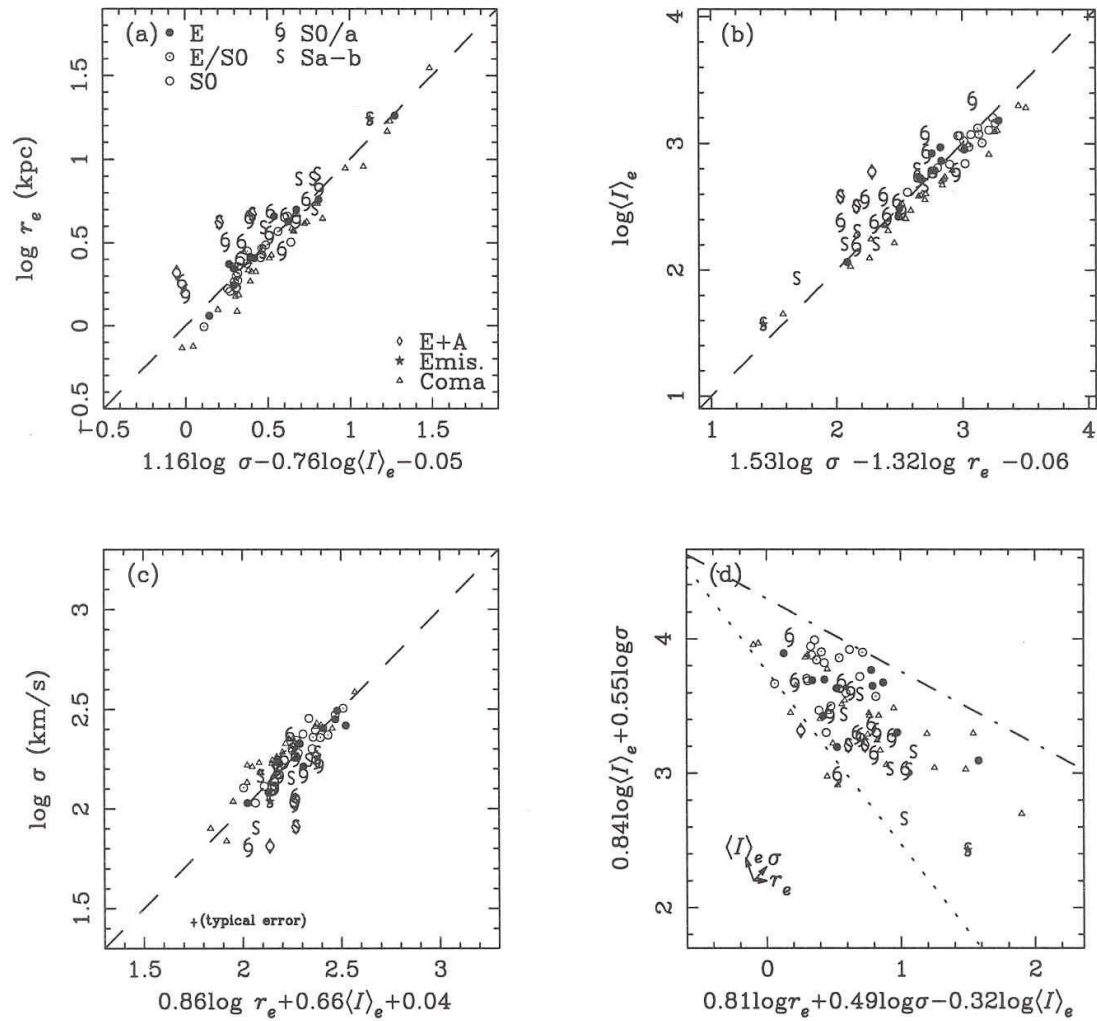 (a)
E
E/S0
S0
S0/a
Sa-b
E+A
Emis.
Coma
log r_e (kpc)
1.5
1
0.5
0
-0.5
-0.5 0 0.5 1 1.5
1.16log σ-0.76log⟨I⟩_e-0.05
(b)
log⟨I⟩_e
4
3
2
1
1 2 3 4
1.53log σ -1.32log r_e -0.06
(c)
log σ (km/s)
3
2.5
2
1.5
+(typical error)
1.5 2 2.5 3
0.86log r_e+0.66⟨I⟩_e+0.04
(d)
0.84log⟨I⟩_e+0.55logσ
4
3
2
⟨I⟩_e σ
r_e
0 1 2
0.81logr_e+0.49logσ-0.32log⟨I⟩_e